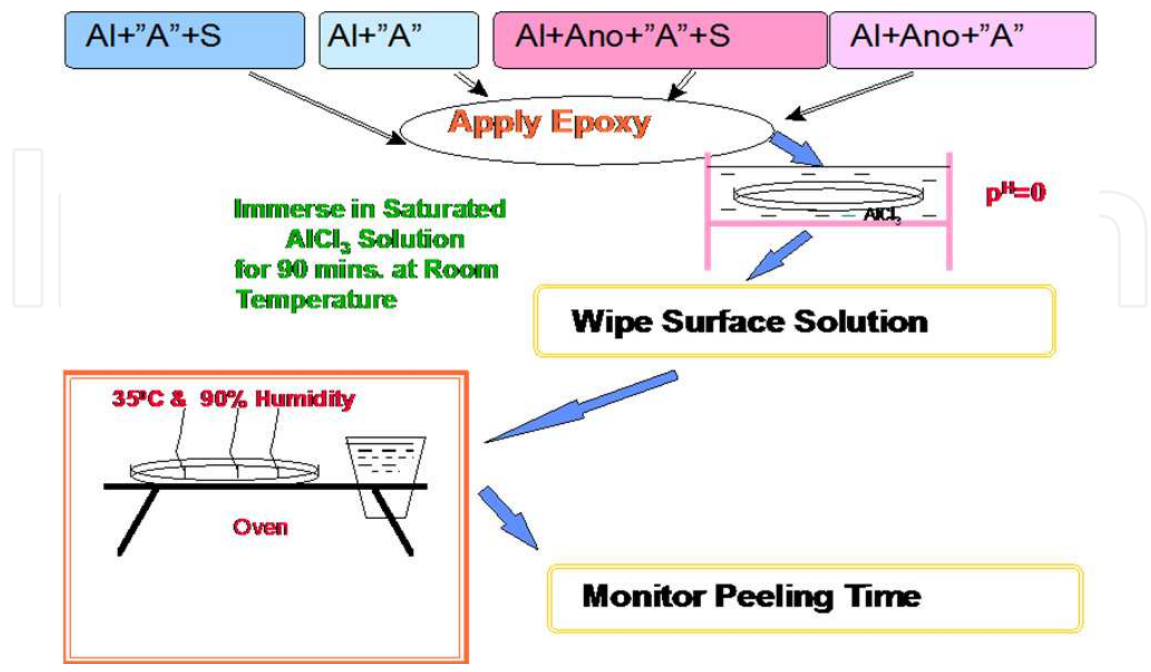 Al+”A”+S
Al+”A”
Al+Ano+”A”+S
Al+Ano+”A”
Apply Epoxy
AlCl₃
pᴴ=0
Immerse in Saturated
AlCl₃ Solution
for 90 mins. at Room
Temperature
Wipe Surface Solution
35ºC & 90% Humidity
Oven
Monitor Peeling Time